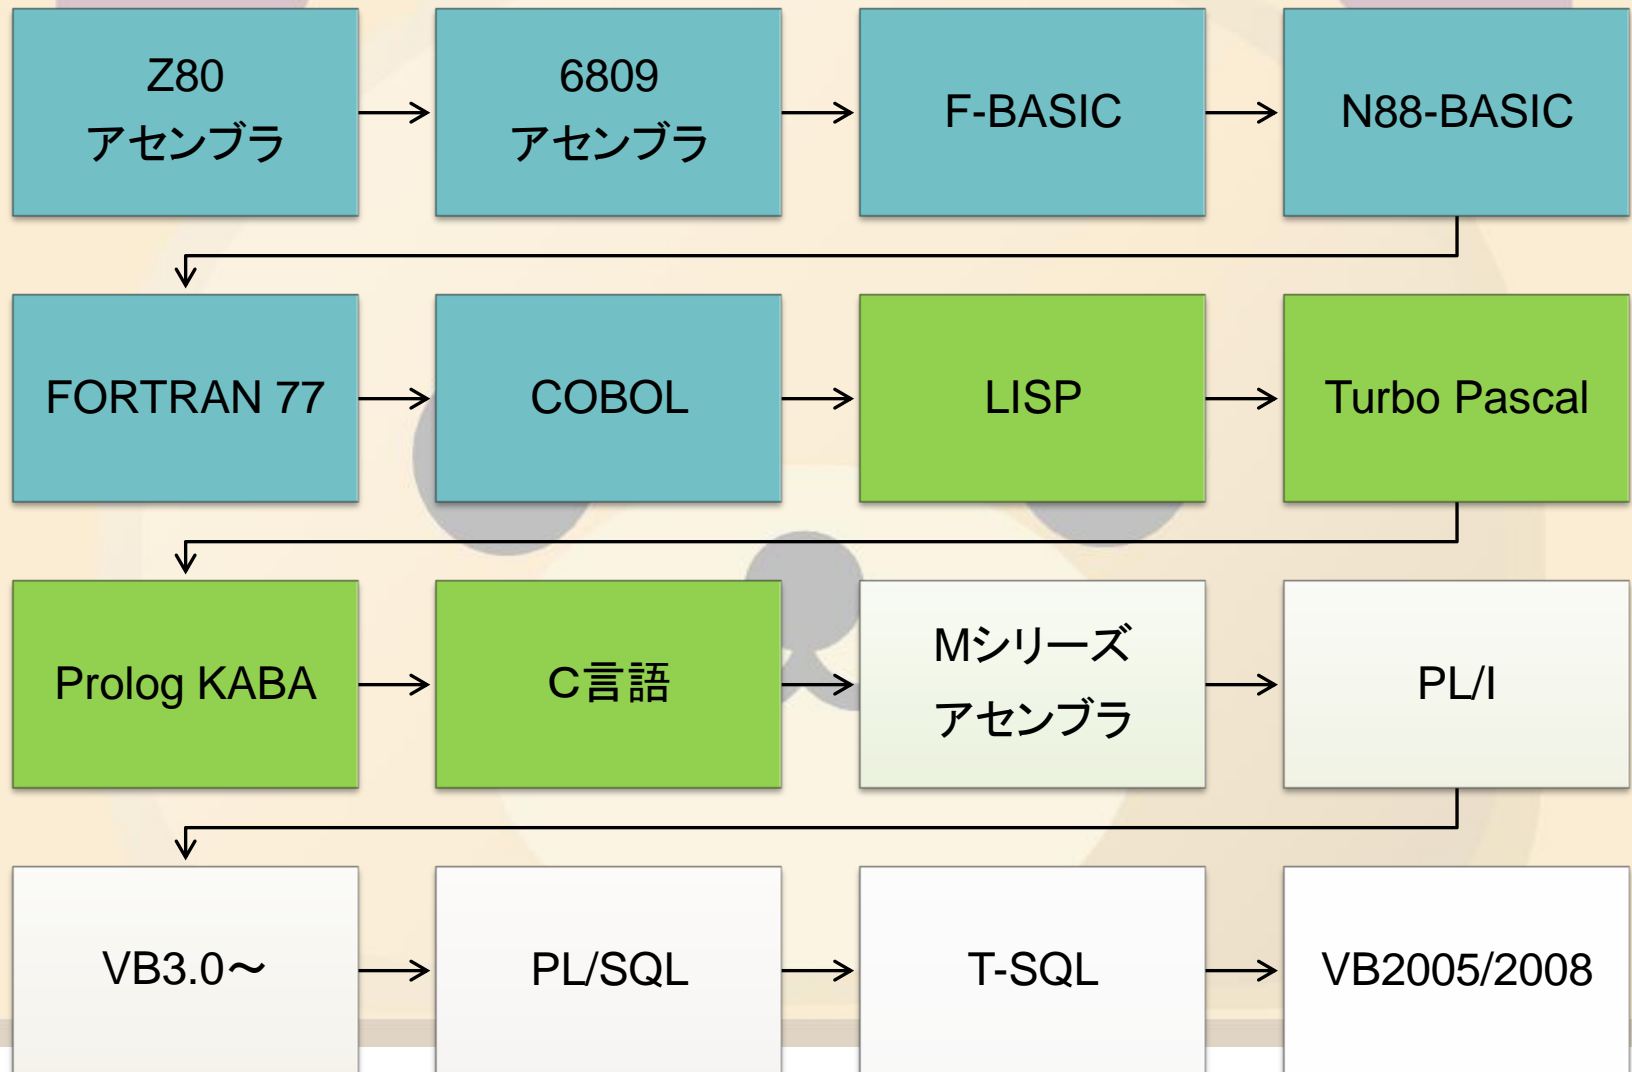 Z80
アセンブラ
6809
アセンブラ
F-BASIC
N88-BASIC
FORTRAN 77
COBOL
LISP
Turbo Pascal
Prolog KABA
C言語
Mシリーズ
アセンブラ
PL/I
VB3.0～
PL/SQL
T-SQL
VB2005/2008